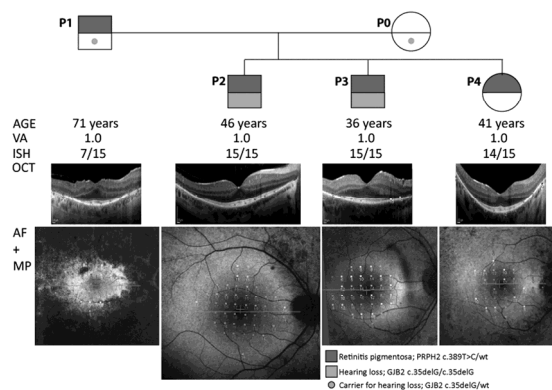 P1 P0
P2 P3 P4
AGE 71 years 46 years 36 years 41 years
VA 1.0 1.0 1.0 1.0
ISH 7/15 15/15 15/15 14/15
OCT
AF
+
MP
Retinitis pigmentosa; PRPH2 c.389T>C/wt
Hearing loss; GJB2 c.35delG/c.35delG
Carrier for hearing loss; GJB2 c.35delG/wt